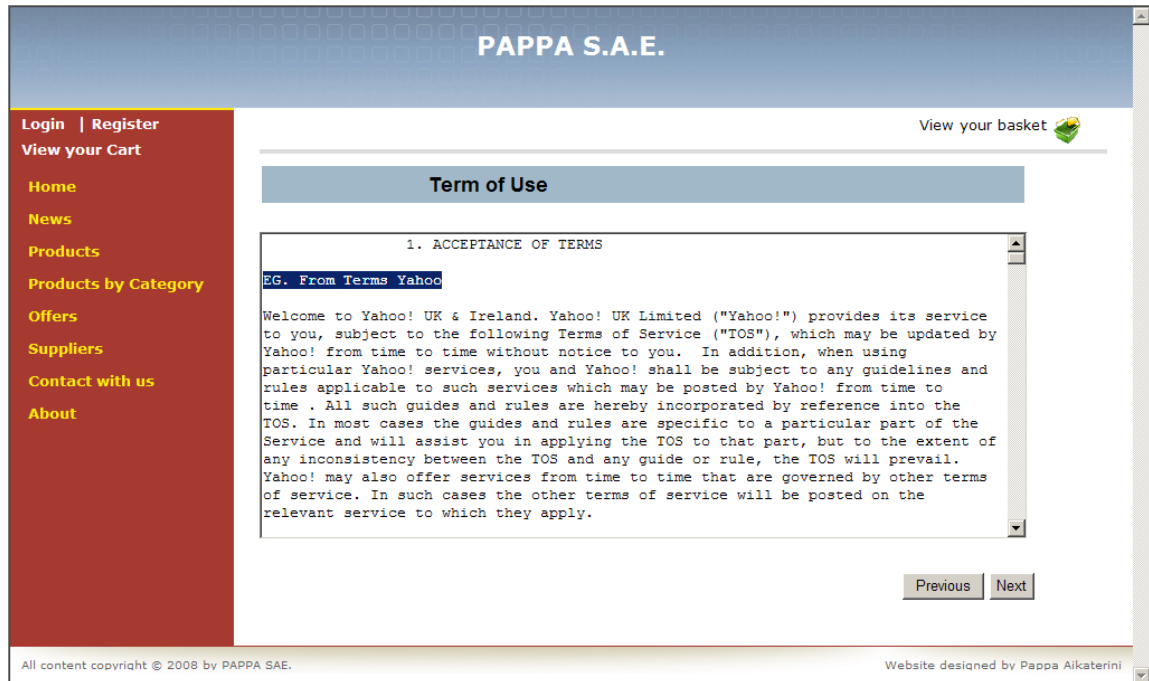 PAPPA S.A.E.
Login | Register
View your Cart
View your basket
Home
News
Products
Products by Category
Offers
Suppliers
Contact with us
About
Term of Use
1. ACCEPTANCE OF TERMS
EG. From Terms Yahoo
Welcome to Yahoo! UK & Ireland. Yahoo! UK Limited ("Yahoo!") provides its service
to you, subject to the following Terms of Service ("TOS"), which may be updated by
Yahoo! from time to time without notice to you.  In addition, when using
particular Yahoo! services, you and Yahoo! shall be subject to any guidelines and
rules applicable to such services which may be posted by Yahoo! from time to
time . All such guides and rules are hereby incorporated by reference into the
TOS. In most cases the guides and rules are specific to a particular part of the
Service and will assist you in applying the TOS to that part, but to the extent of
any inconsistency between the TOS and any guide or rule, the TOS will prevail.
Yahoo! may also offer services from time to time that are governed by other terms
of service. In such cases the other terms of service will be posted on the
relevant service to which they apply.
Previous Next
All content copyright © 2008 by PAPPA SAE.
Website designed by Pappa Aikaterini